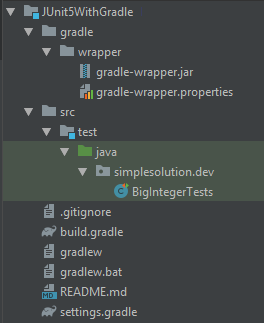 JUnit5WithGradle
gradle
wrapper
gradle-wrapper.jar
gradle-wrapper.properties
src
test
java
simplesolution.dev
BigIntegerTests
.gitignore
build.gradle
gradlew
gradlew.bat
MD README.md
settings.gradle